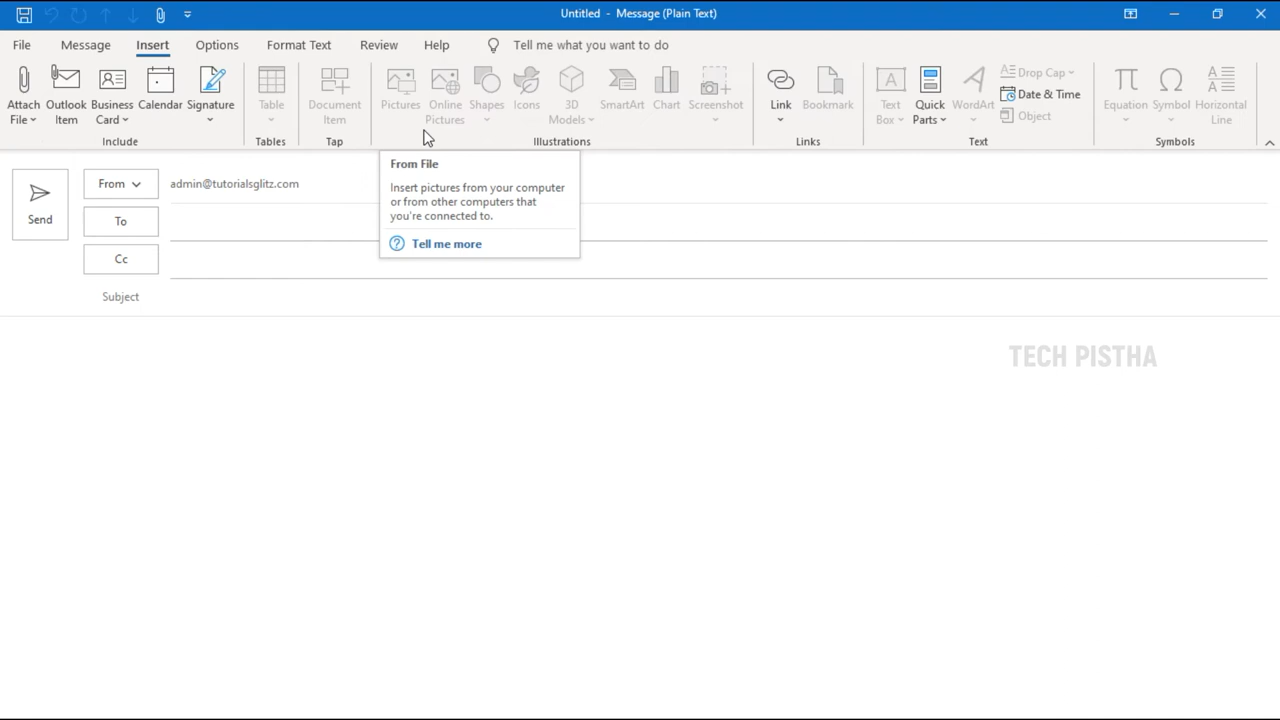 Untitled - Message (Plain Text)
File Message Insert Options Format Text Review Help Tell me what you want to do
Attach File Outlook Item Business Card Calendar Signature
Include
Table
Tables
Document Item
Tap
Pictures Online Pictures Shapes Icons 3D Models SmartArt Chart Screenshot
Illustrations
Link Bookmark
Links
Text Box Quick Parts WordArt Drop Cap Date & Time Object
Text
Equation Symbol Horizontal Line
Symbols
From File
Insert pictures from your computer
or from other computers that
you're connected to.
Tell me more
Send
From admin@tutorialsglitz.com
To
Cc
Subject
TECH PISTHA